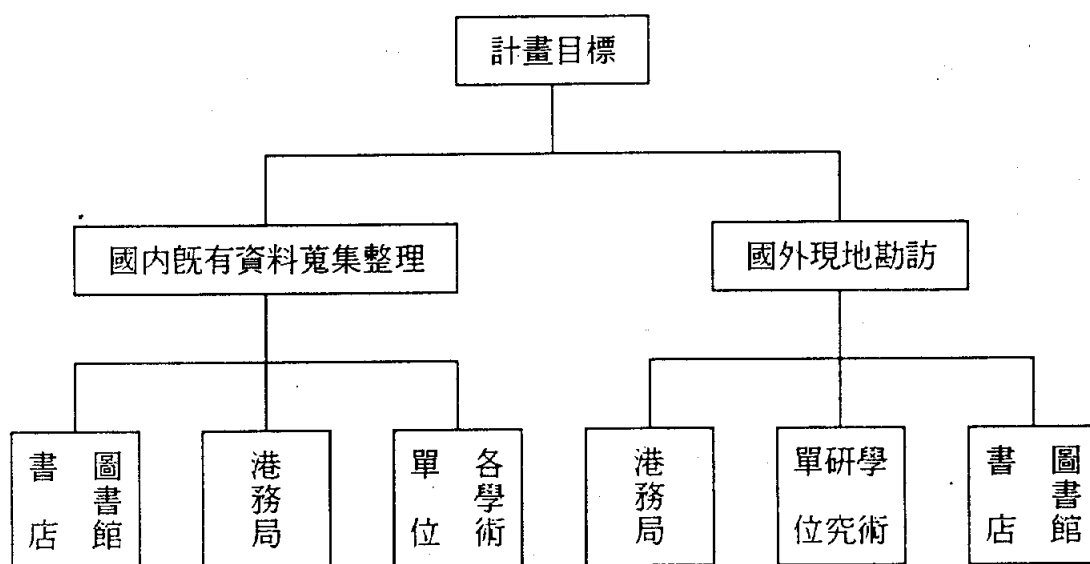 計畫目標
國内既有資料蒐集整理
國外現地勘訪
圖書館
書店
港務局
各學術
單位
港務局
學術
研究
單位
圖書館
書店